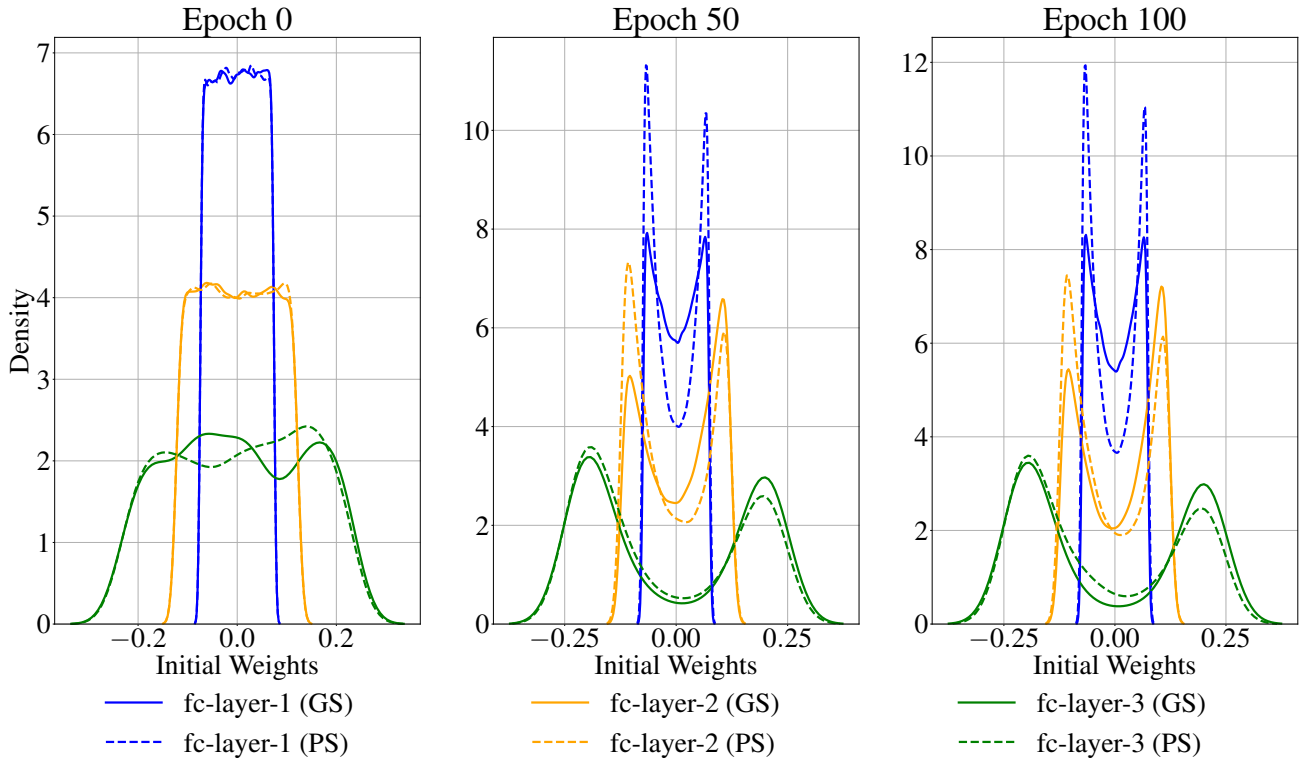 Epoch 0
Epoch 50
Epoch 100
Density
7
6
5
4
3
2
1
0
10
8
6
4
2
0
12
10
8
6
4
2
0
−0.2 0.0 0.2
−0.25 0.00 0.25
−0.25 0.00 0.25
Initial Weights
Initial Weights
Initial Weights
fc-layer-1 (GS)
fc-layer-1 (PS)
fc-layer-2 (GS)
fc-layer-2 (PS)
fc-layer-3 (GS)
fc-layer-3 (PS)